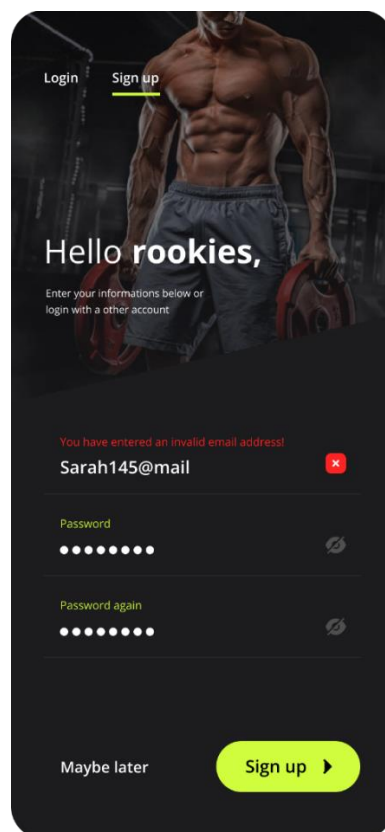 Login
Sign up
Hello rookies,
Enter your informations below or
login with a other account
You have entered an invalid email address!
Sarah145@mail
Password
Password again
Maybe later
Sign up